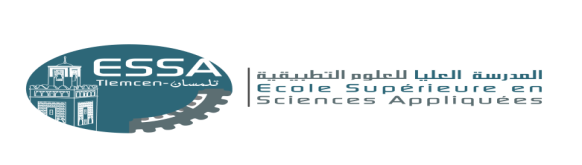 ESSA
Tlemcen-تلمسان
المدرسة العليا للعلوم التطبيقية
Ecole Supérieure en
Sciences Appliquées